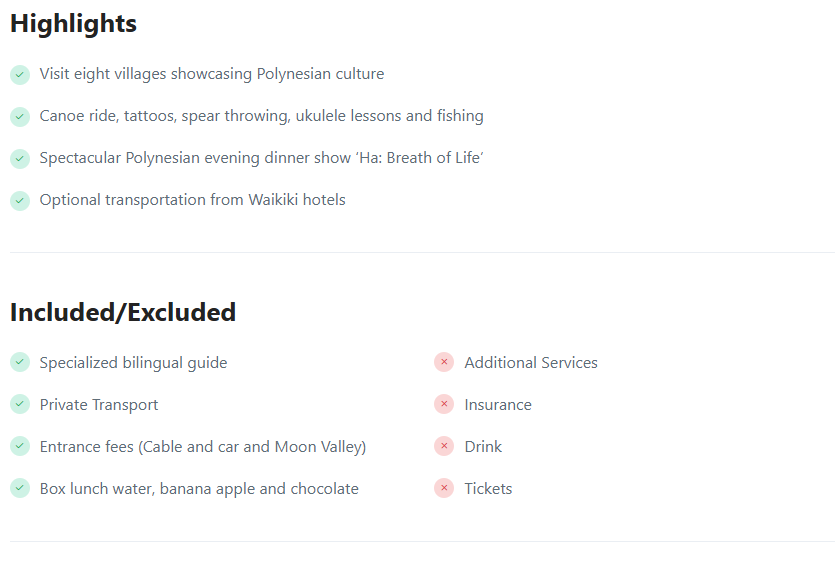 Highlights
Visit eight villages showcasing Polynesian culture
Canoe ride, tattoos, spear throwing, ukulele lessons and fishing
Spectacular Polynesian evening dinner show ‘Ha: Breath of Life’
Optional transportation from Waikiki hotels
Included/Excluded
Specialized bilingual guide
Private Transport
Entrance fees (Cable and car and Moon Valley)
Box lunch water, banana apple and chocolate
Additional Services
Insurance
Drink
Tickets